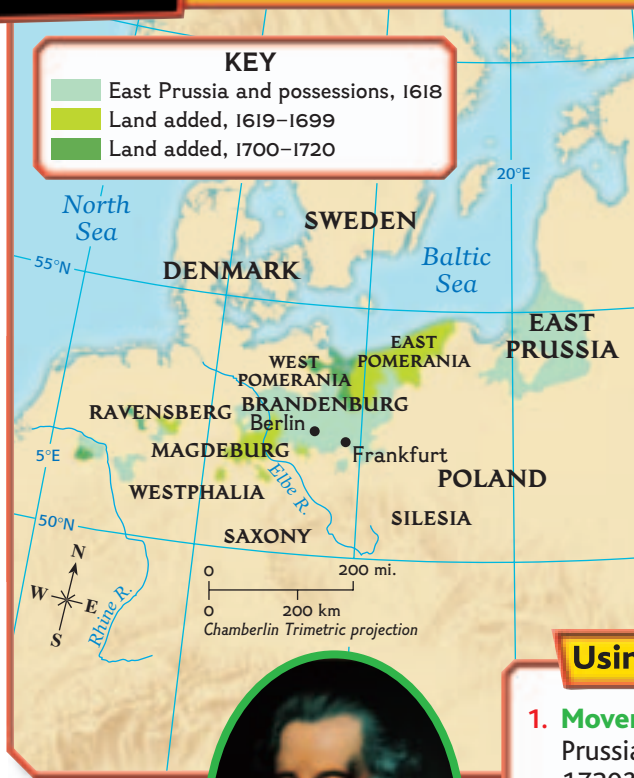 KEY
East Prussia and possessions, 1618
Land added, 1619–1699
Land added, 1700–1720
20°E
North
Sea
SWEDEN
55°N
DENMARK
Baltic
Sea
EAST
PRUSSIA
EAST
POMERANIA
WEST
POMERANIA
RAVENSBERG
BRANDENBURG
Berlin
5°E
MAGDEBURG
Frankfurt
Elbe R.
POLAND
WESTPHALIA
50°N
SILESIA
SAXONY
N
W
E
S
Rhine R.
0
200 mi.
0
200 km
Chamberlin Trimetric projection
Usin
1. Mover
Prussia